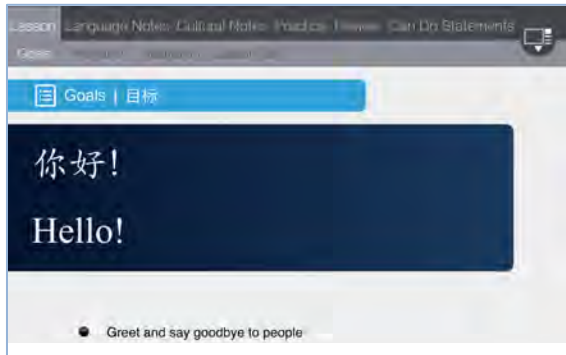 Lesson Language Notes Cultural Notes Practice Review Can Do Statements
Goals
Goals | 目标
你好!
Hello!
Greet and say goodbye to people